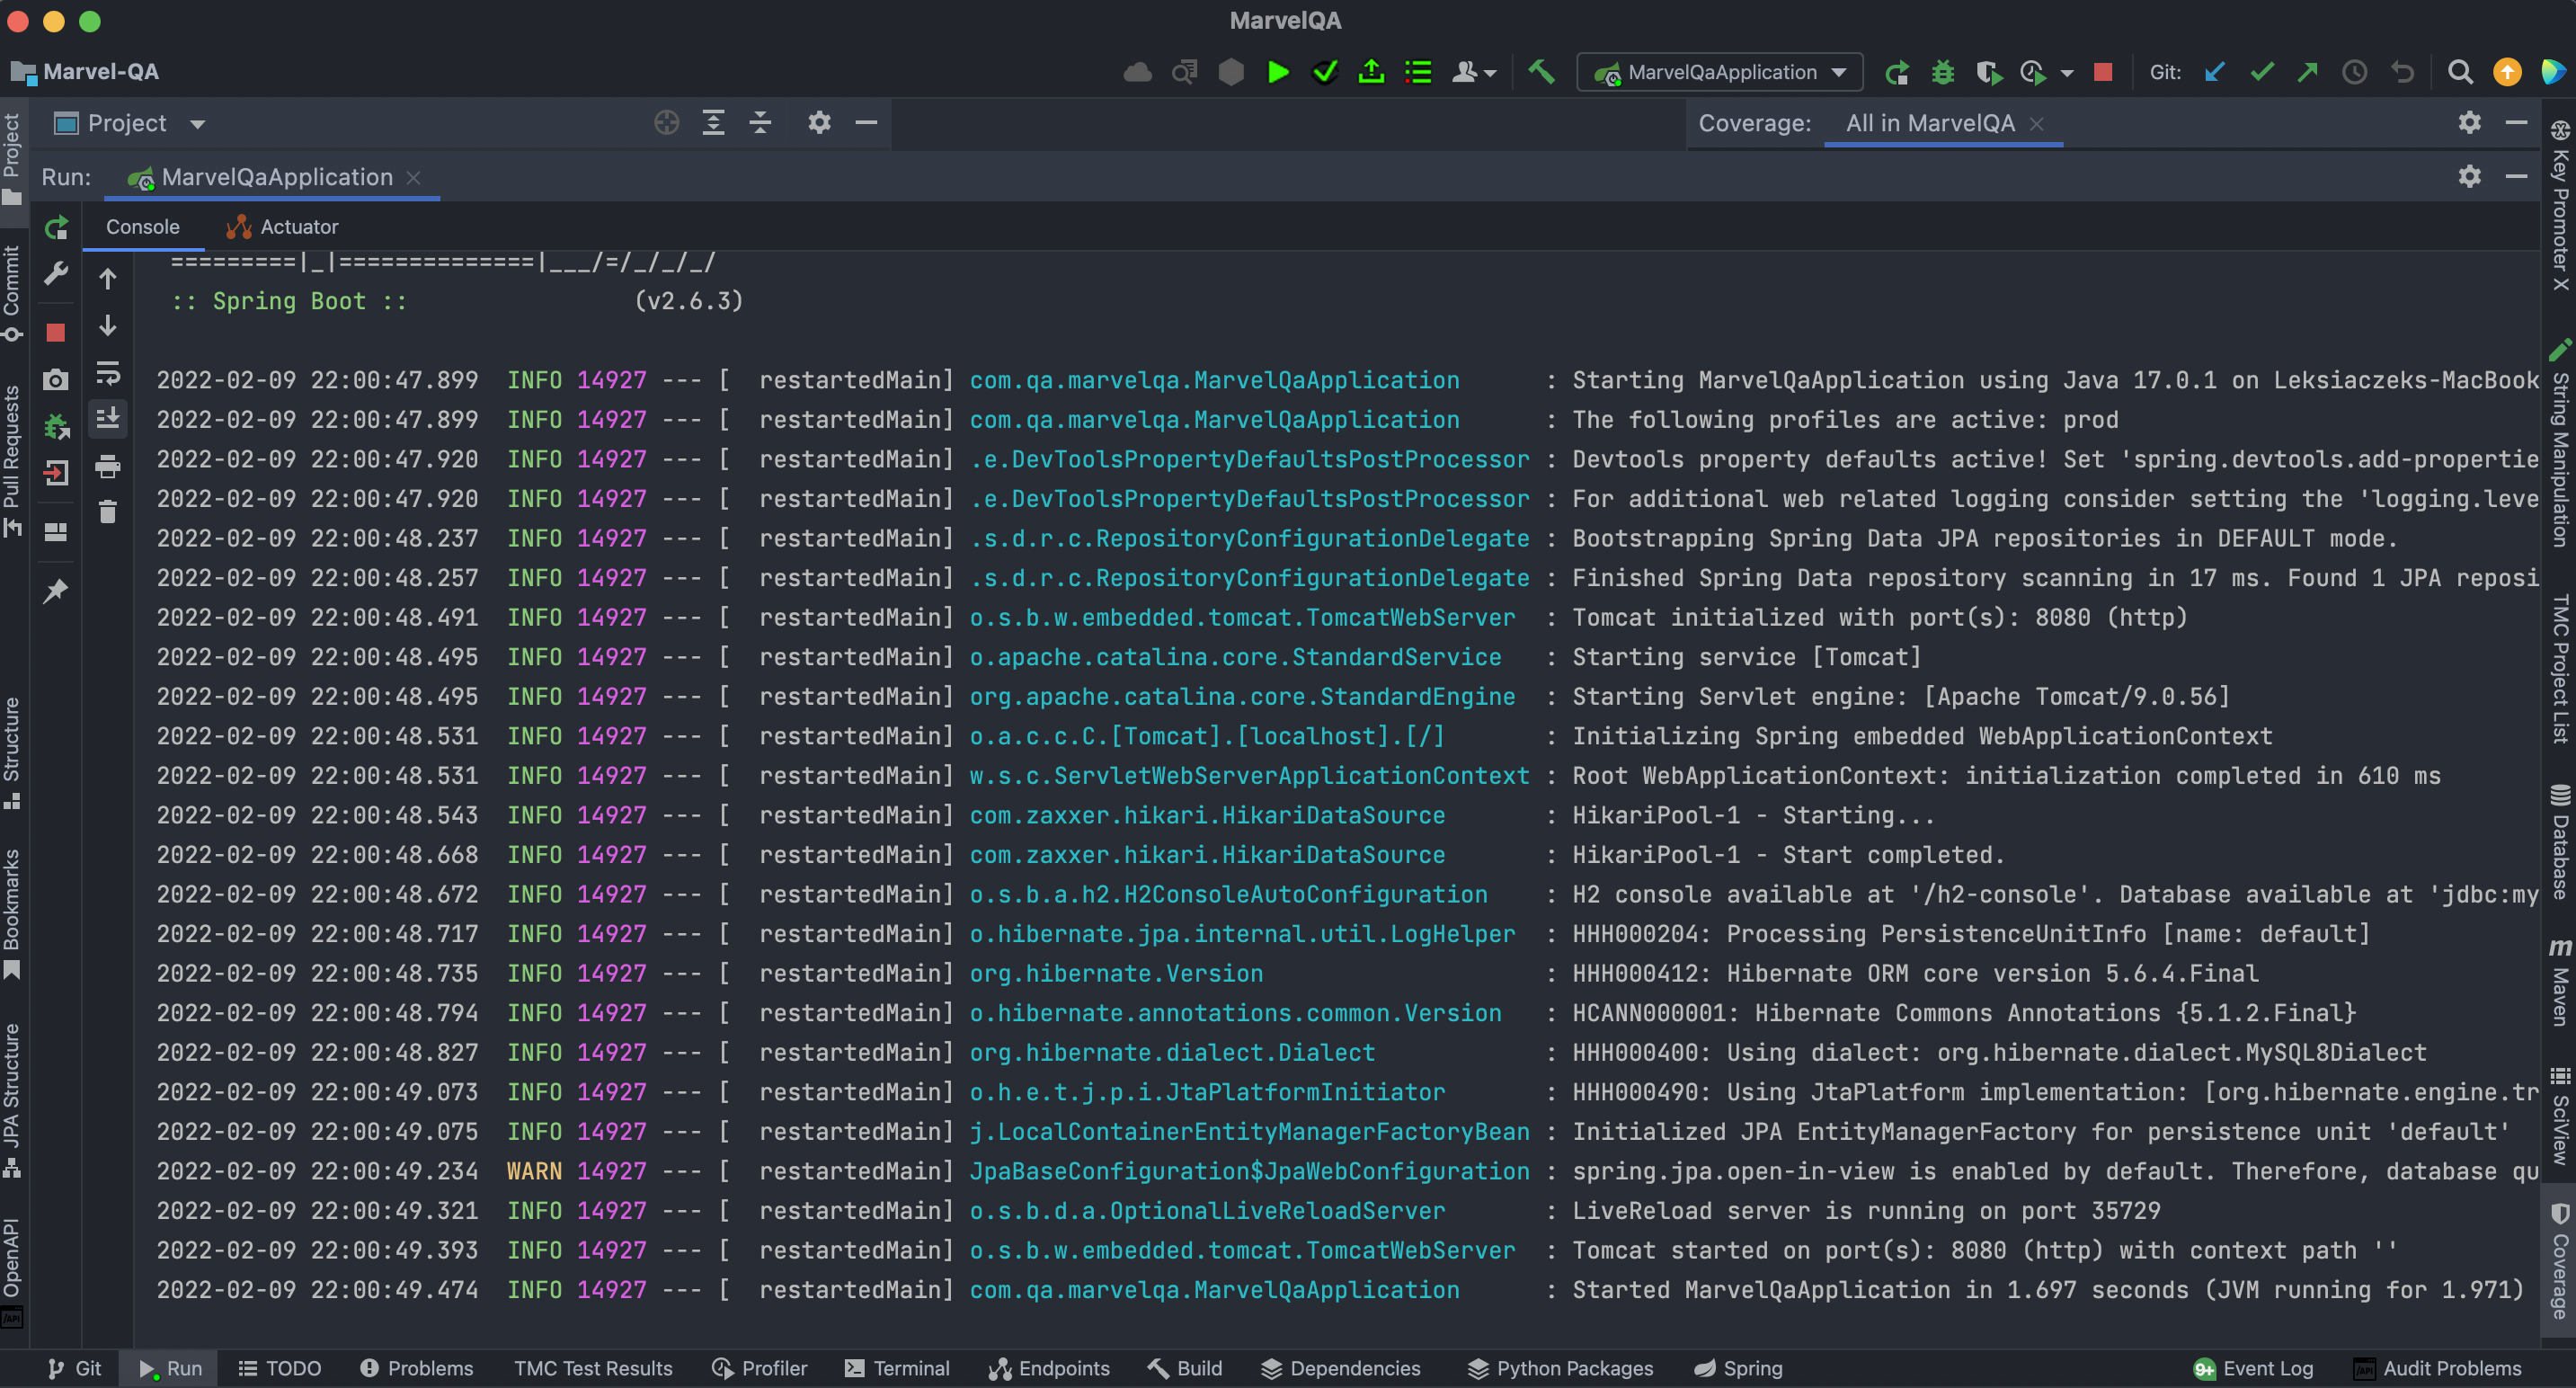 MarvelQA
Marvel-QA
MarvelQaApplication
Git:
Project
Coverage:
All in MarvelQA
Run:
MarvelQaApplication
Console
Actuator
=========|_|==============|___/=/_/_/_/
:: Spring Boot ::                (v2.6.3)
2022-02-09 22:00:47.899  INFO 14927 --- [  restartedMain] com.qa.marvelqa.MarvelQaApplication      : Starting MarvelQaApplication using Java 17.0.1 on Leksiaczeks-MacBook
2022-02-09 22:00:47.899  INFO 14927 --- [  restartedMain] com.qa.marvelqa.MarvelQaApplication      : The following profiles are active: prod
2022-02-09 22:00:47.920  INFO 14927 --- [  restartedMain] .e.DevToolsPropertyDefaultsPostProcessor : Devtools property defaults active! Set 'spring.devtools.add-propertie
2022-02-09 22:00:47.920  INFO 14927 --- [  restartedMain] .e.DevToolsPropertyDefaultsPostProcessor : For additional web related logging consider setting the 'logging.leve
2022-02-09 22:00:48.237  INFO 14927 --- [  restartedMain] .s.d.r.c.RepositoryConfigurationDelegate : Bootstrapping Spring Data JPA repositories in DEFAULT mode.
2022-02-09 22:00:48.257  INFO 14927 --- [  restartedMain] .s.d.r.c.RepositoryConfigurationDelegate : Finished Spring Data repository scanning in 17 ms. Found 1 JPA reposi
2022-02-09 22:00:48.491  INFO 14927 --- [  restartedMain] o.s.b.w.embedded.tomcat.TomcatWebServer  : Tomcat initialized with port(s): 8080 (http)
2022-02-09 22:00:48.495  INFO 14927 --- [  restartedMain] o.apache.catalina.core.StandardService   : Starting service [Tomcat]
2022-02-09 22:00:48.495  INFO 14927 --- [  restartedMain] org.apache.catalina.core.StandardEngine  : Starting Servlet engine: [Apache Tomcat/9.0.56]
2022-02-09 22:00:48.531  INFO 14927 --- [  restartedMain] o.a.c.c.C.[Tomcat].[localhost].[/]       : Initializing Spring embedded WebApplicationContext
2022-02-09 22:00:48.531  INFO 14927 --- [  restartedMain] w.s.c.ServletWebServerApplicationContext : Root WebApplicationContext: initialization completed in 610 ms
2022-02-09 22:00:48.543  INFO 14927 --- [  restartedMain] com.zaxxer.hikari.HikariDataSource       : HikariPool-1 - Starting...
2022-02-09 22:00:48.668  INFO 14927 --- [  restartedMain] com.zaxxer.hikari.HikariDataSource       : HikariPool-1 - Start completed.
2022-02-09 22:00:48.672  INFO 14927 --- [  restartedMain] o.s.b.a.h2.H2ConsoleAutoConfiguration    : H2 console available at '/h2-console'. Database available at 'jdbc:my
2022-02-09 22:00:48.717  INFO 14927 --- [  restartedMain] o.hibernate.jpa.internal.util.LogHelper  : HHH000204: Processing PersistenceUnitInfo [name: default]
2022-02-09 22:00:48.735  INFO 14927 --- [  restartedMain] org.hibernate.Version                    : HHH000412: Hibernate ORM core version 5.6.4.Final
2022-02-09 22:00:48.794  INFO 14927 --- [  restartedMain] o.hibernate.annotations.common.Version   : HCANN000001: Hibernate Commons Annotations {5.1.2.Final}
2022-02-09 22:00:48.827  INFO 14927 --- [  restartedMain] org.hibernate.dialect.Dialect            : HHH000400: Using dialect: org.hibernate.dialect.MySQL8Dialect
2022-02-09 22:00:49.073  INFO 14927 --- [  restartedMain] o.h.e.t.j.p.i.JtaPlatformInitiator       : HHH000490: Using JtaPlatform implementation: [org.hibernate.engine.tr
2022-02-09 22:00:49.075  INFO 14927 --- [  restartedMain] j.LocalContainerEntityManagerFactoryBean : Initialized JPA EntityManagerFactory for persistence unit 'default'
2022-02-09 22:00:49.234  WARN 14927 --- [  restartedMain] JpaBaseConfiguration$JpaWebConfiguration : spring.jpa.open-in-view is enabled by default. Therefore, database qu
2022-02-09 22:00:49.321  INFO 14927 --- [  restartedMain] o.s.b.d.a.OptionalLiveReloadServer       : LiveReload server is running on port 35729
2022-02-09 22:00:49.393  INFO 14927 --- [  restartedMain] o.s.b.w.embedded.tomcat.TomcatWebServer  : Tomcat started on port(s): 8080 (http) with context path ''
2022-02-09 22:00:49.474  INFO 14927 --- [  restartedMain] com.qa.marvelqa.MarvelQaApplication      : Started MarvelQaApplication in 1.697 seconds (JVM running for 1.971)
Project
Commit
Pull Requests
Structure
Bookmarks
JPA Structure
OpenAPI
Key Promoter X
String Manipulation
TMC Project List
Database
Maven
SciView
Coverage
Git
Run
TODO
Problems
TMC Test Results
Profiler
Terminal
Endpoints
Build
Dependencies
Python Packages
Spring
9+
Event Log
Audit Problems